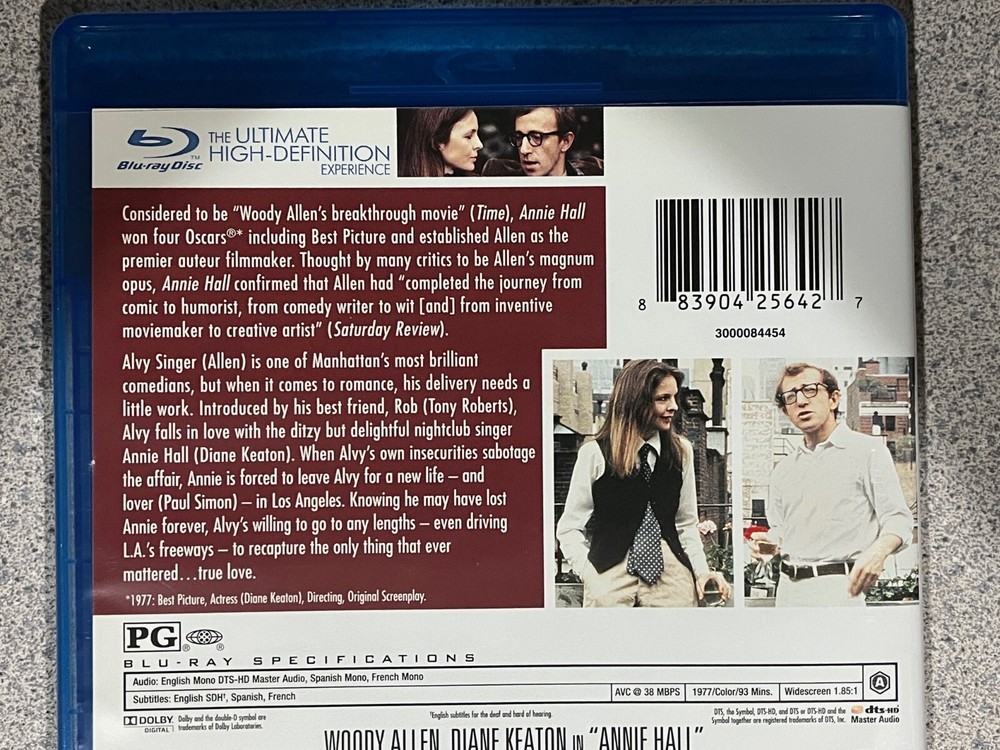 Blu-ray Disc™
THE ULTIMATE
HIGH-DEFINITION
EXPERIENCE
Considered to be “Woody Allen's breakthrough movie” (Time), Annie Hall
won four Oscars®* including Best Picture and established Allen as the
premier auteur filmmaker. Thought by many critics to be Allen's magnum
opus, Annie Hall confirmed that Allen had “completed the journey from
comic to humorist, from comedy writer to wit [and] from inventive
moviemaker to creative artist” (Saturday Review).
Alvy Singer (Allen) is one of Manhattan's most brilliant
comedians, but when it comes to romance, his delivery needs a
little work. Introduced by his best friend, Rob (Tony Roberts),
Alvy falls in love with the ditzy but delightful nightclub singer
Annie Hall (Diane Keaton). When Alvy's own insecurities sabotage
the affair, Annie is forced to leave Alvy for a new life – and
lover (Paul Simon) – in Los Angeles. Knowing he may have lost
Annie forever, Alvy's willing to go to any lengths – even driving
L.A.'s freeways – to recapture the only thing that ever
mattered...true love.
*1977: Best Picture, Actress (Diane Keaton), Directing, Original Screenplay.
8 83904 25642 7
3000084454
PG ® ®
BLU-RAY SPECIFICATIONS
Audio: English Mono DTS-HD Master Audio, Spanish Mono, French Mono
Subtitles: English SDH†, Spanish, French
AVC @ 38 MBPS
1977/Color/93 Mins.
Widescreen 1.85:1
A
DOLBY
DIGITAL
Dolby and the double-D symbol are
trademarks of Dolby Laboratories.
†English subtitles for the deaf and hard of hearing.
DTS, the Symbol, DTS-HD, and DTS or DTS-HD and the
Symbol together are registered trademarks of DTS, Inc.
dts-HD
Master Audio
WOODY ALLEN DIANE KEATON IN “ANNIE HALL”